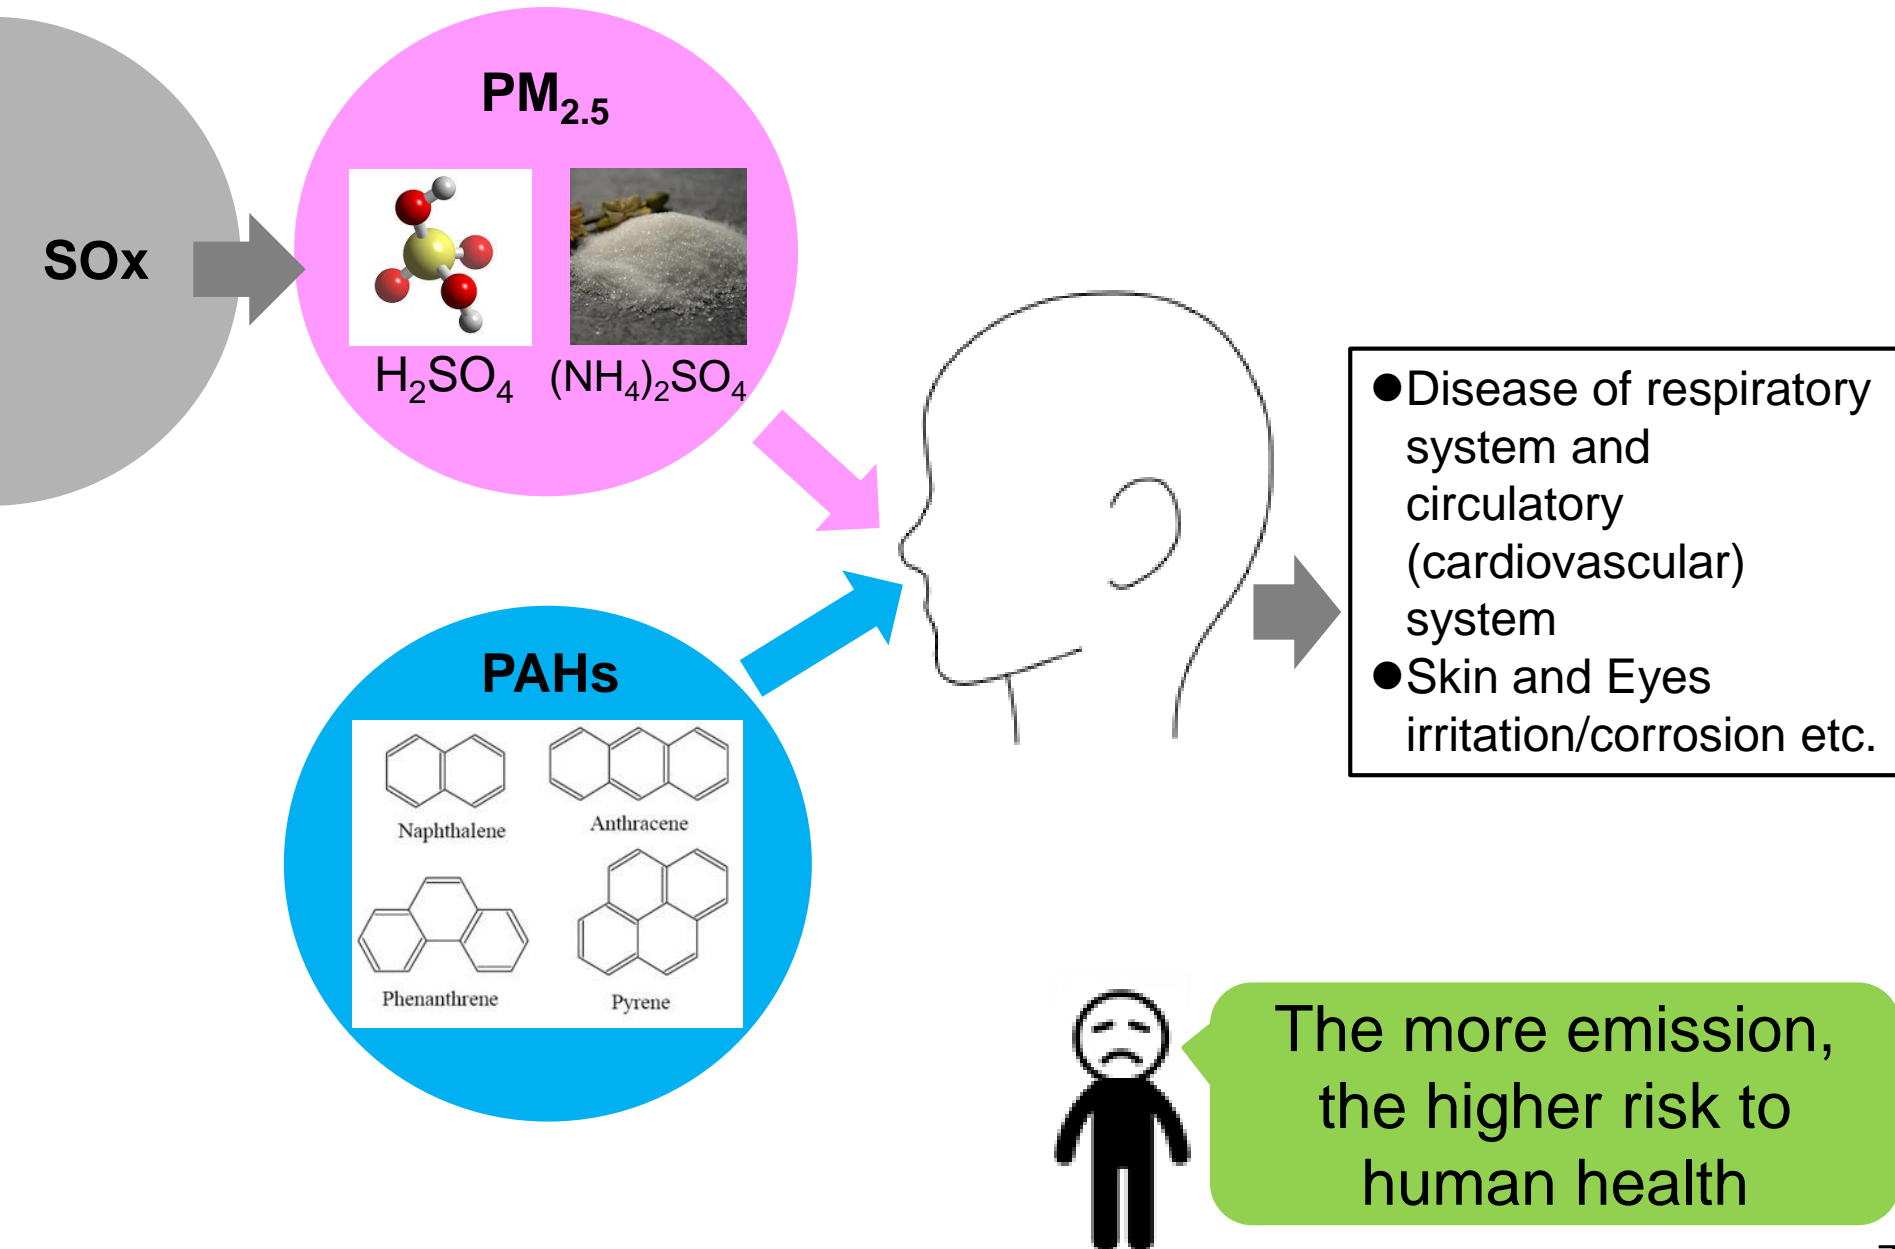 PM2.5
SOx
H2SO4
(NH4)2SO4
●Disease of respiratory
system and
circulatory
(cardiovascular)
system
●Skin and Eyes
irritation/corrosion etc.
PAHs
Naphthalene
Anthracene
Phenanthrene
Pyrene
The more emission,
the higher risk to
human health